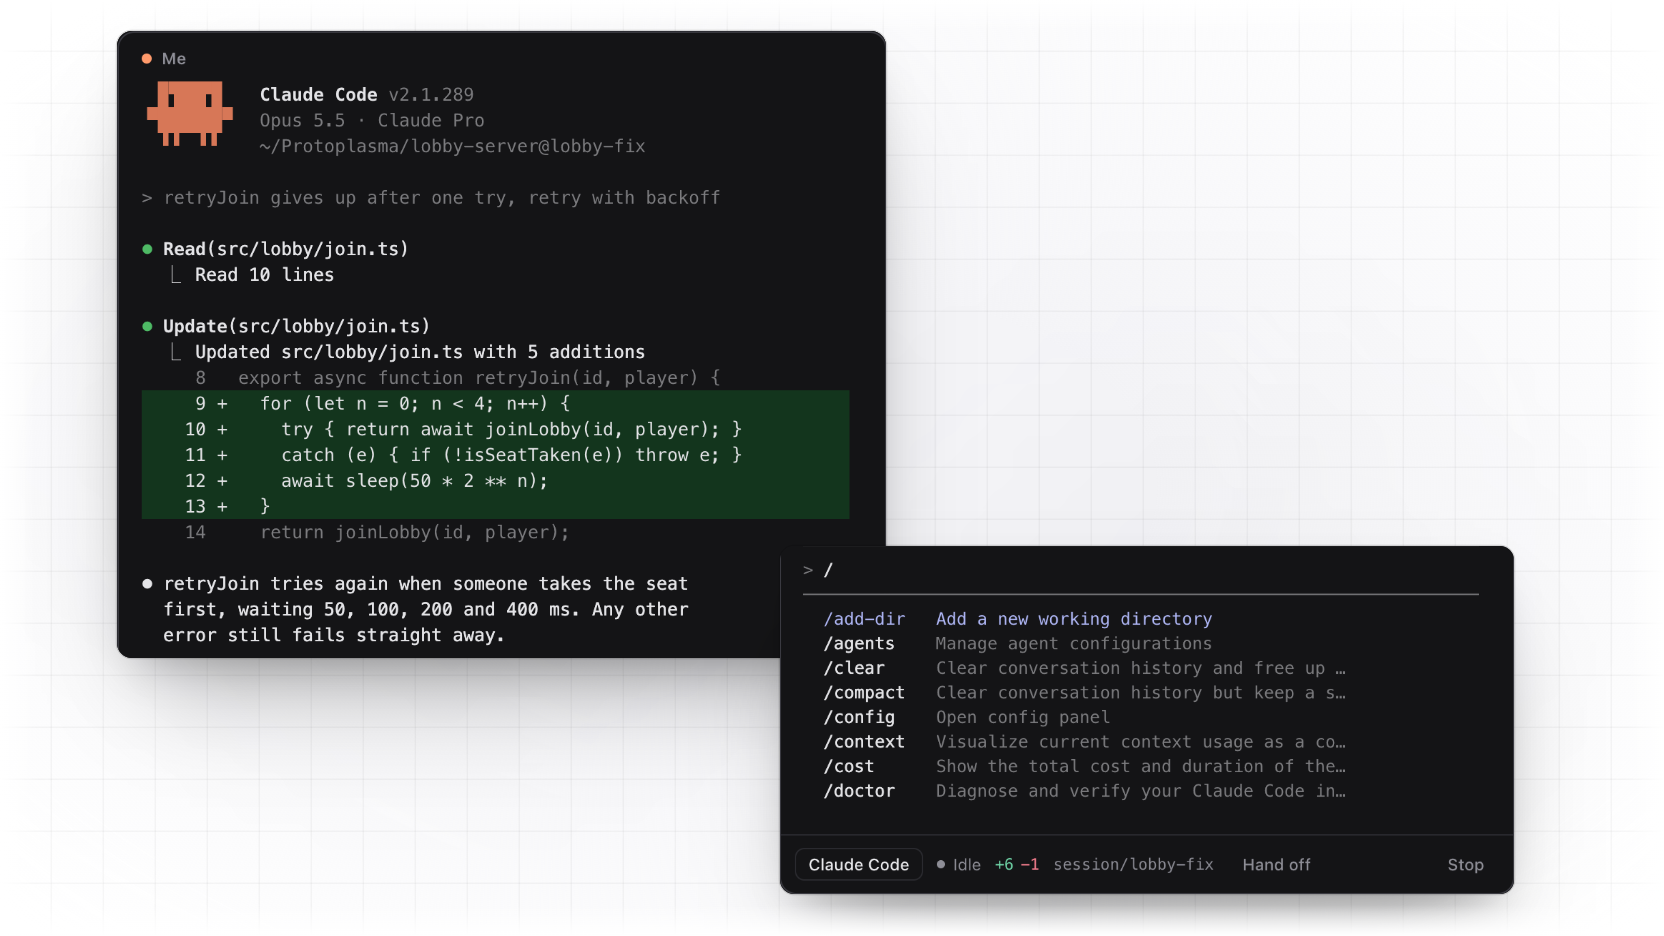 Me
Claude Code v2.1.289
Opus 5.5 · Claude Pro
~/Protoplasma/lobby-server@lobby-fix
> retryJoin gives up after one try, retry with backoff
Read(src/lobby/join.ts)
Read 10 lines
Update(src/lobby/join.ts)
Updated src/lobby/join.ts with 5 additions
8 export async function retryJoin(id, player) {
9 + for (let n = 0; n < 4; n++) {
10 + try { return await joinLobby(id, player); }
11 + catch (e) { if (!isSeatTaken(e)) throw e; }
12 + await sleep(50 * 2 ** n);
13 + }
14 return joinLobby(id, player);
retryJoin tries again when someone takes the seat
first, waiting 50, 100, 200 and 400 ms. Any other
error still fails straight away.
> /
/add-dir Add a new working directory
/agents Manage agent configurations
/clear Clear conversation history and free up …
/compact Clear conversation history but keep a s…
/config Open config panel
/context Visualize current context usage as a co…
/cost Show the total cost and duration of the…
/doctor Diagnose and verify your Claude Code in…
Claude Code Idle +6 −1 session/lobby-fix Hand off Stop